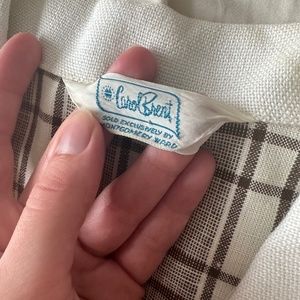 Carol Brent
SOLD EXCLUSIVELY BY
MONTGOMERY WARD